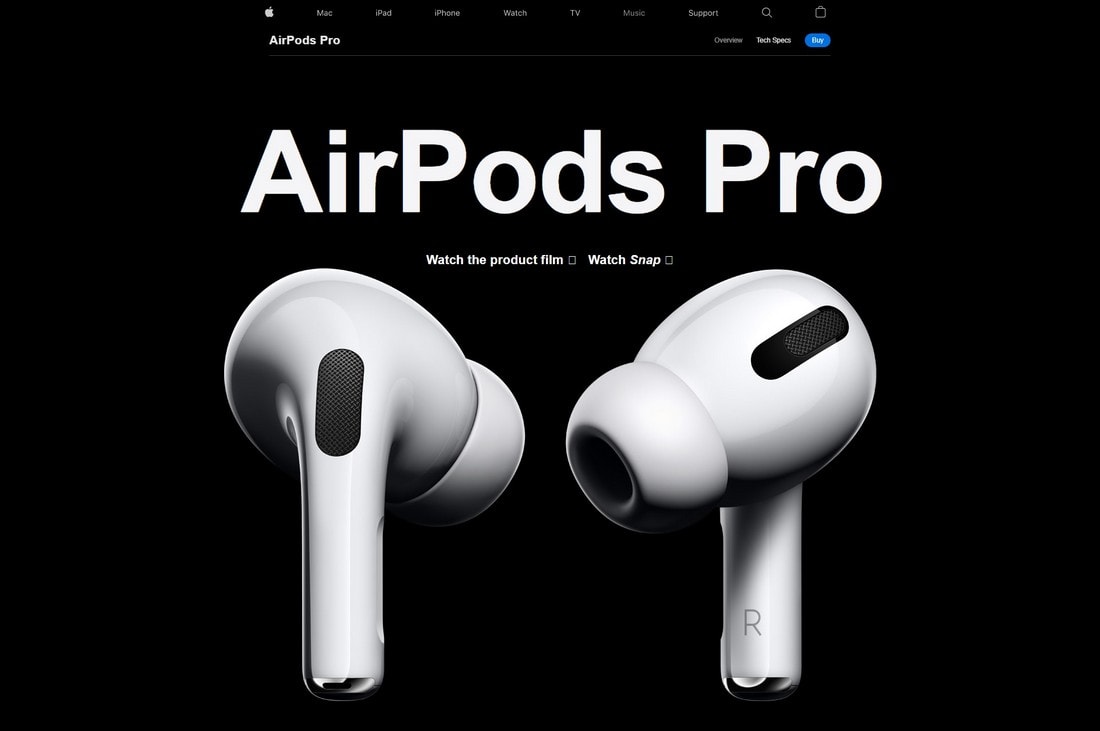 Mac iPad iPhone Watch TV Music Support
AirPods Pro Overview Tech Specs Buy
AirPods Pro
Watch the product film Watch Snap
R